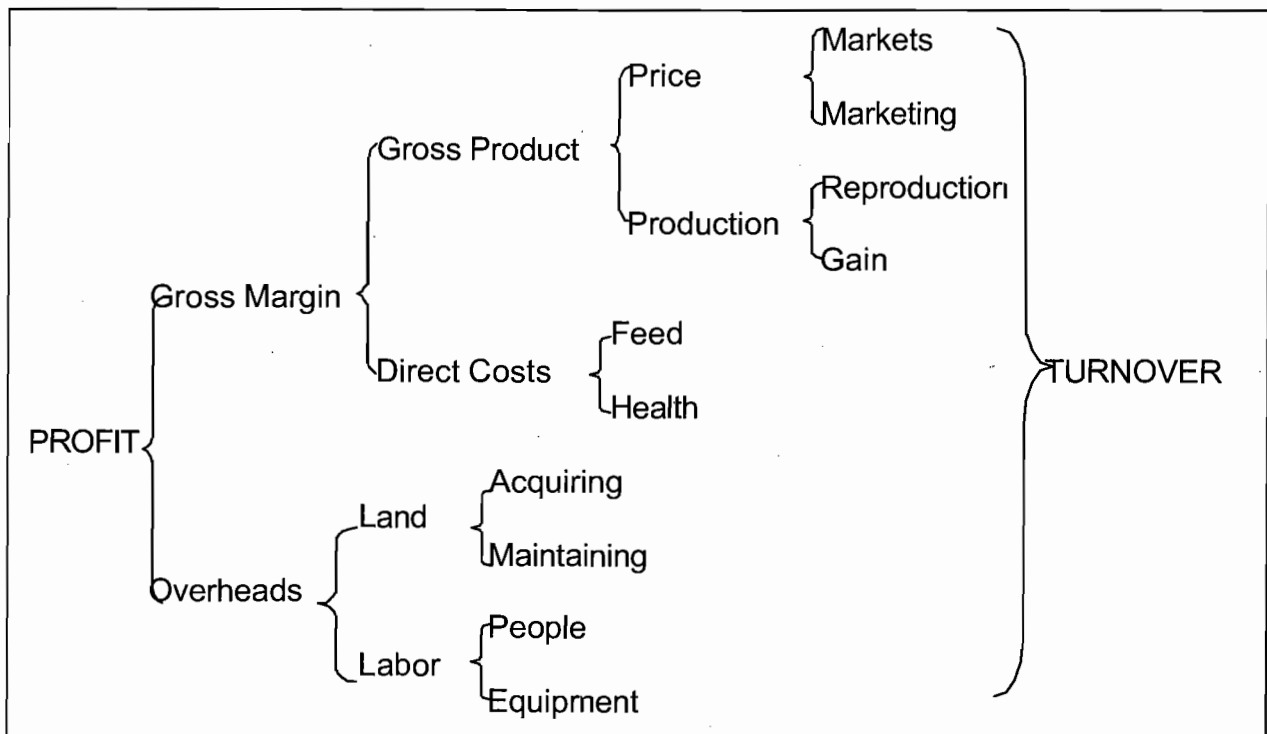 Markets
Price
Marketing
Gross Product
Reproduction
Production
Gain
Gross Margin
Feed
Direct Costs
TURNOVER
Health
PROFIT
Acquiring
Land
Maintaining
Overheads
People
Labor
Equipment